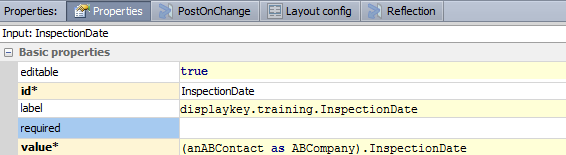 Properties: Properties PostOnChange Layout config Reflection
Input: InspectionDate
Basic properties
editable true
id* InspectionDate
label displaykey.training.InspectionDate
required
value* (anABContact as ABCompany).InspectionDate